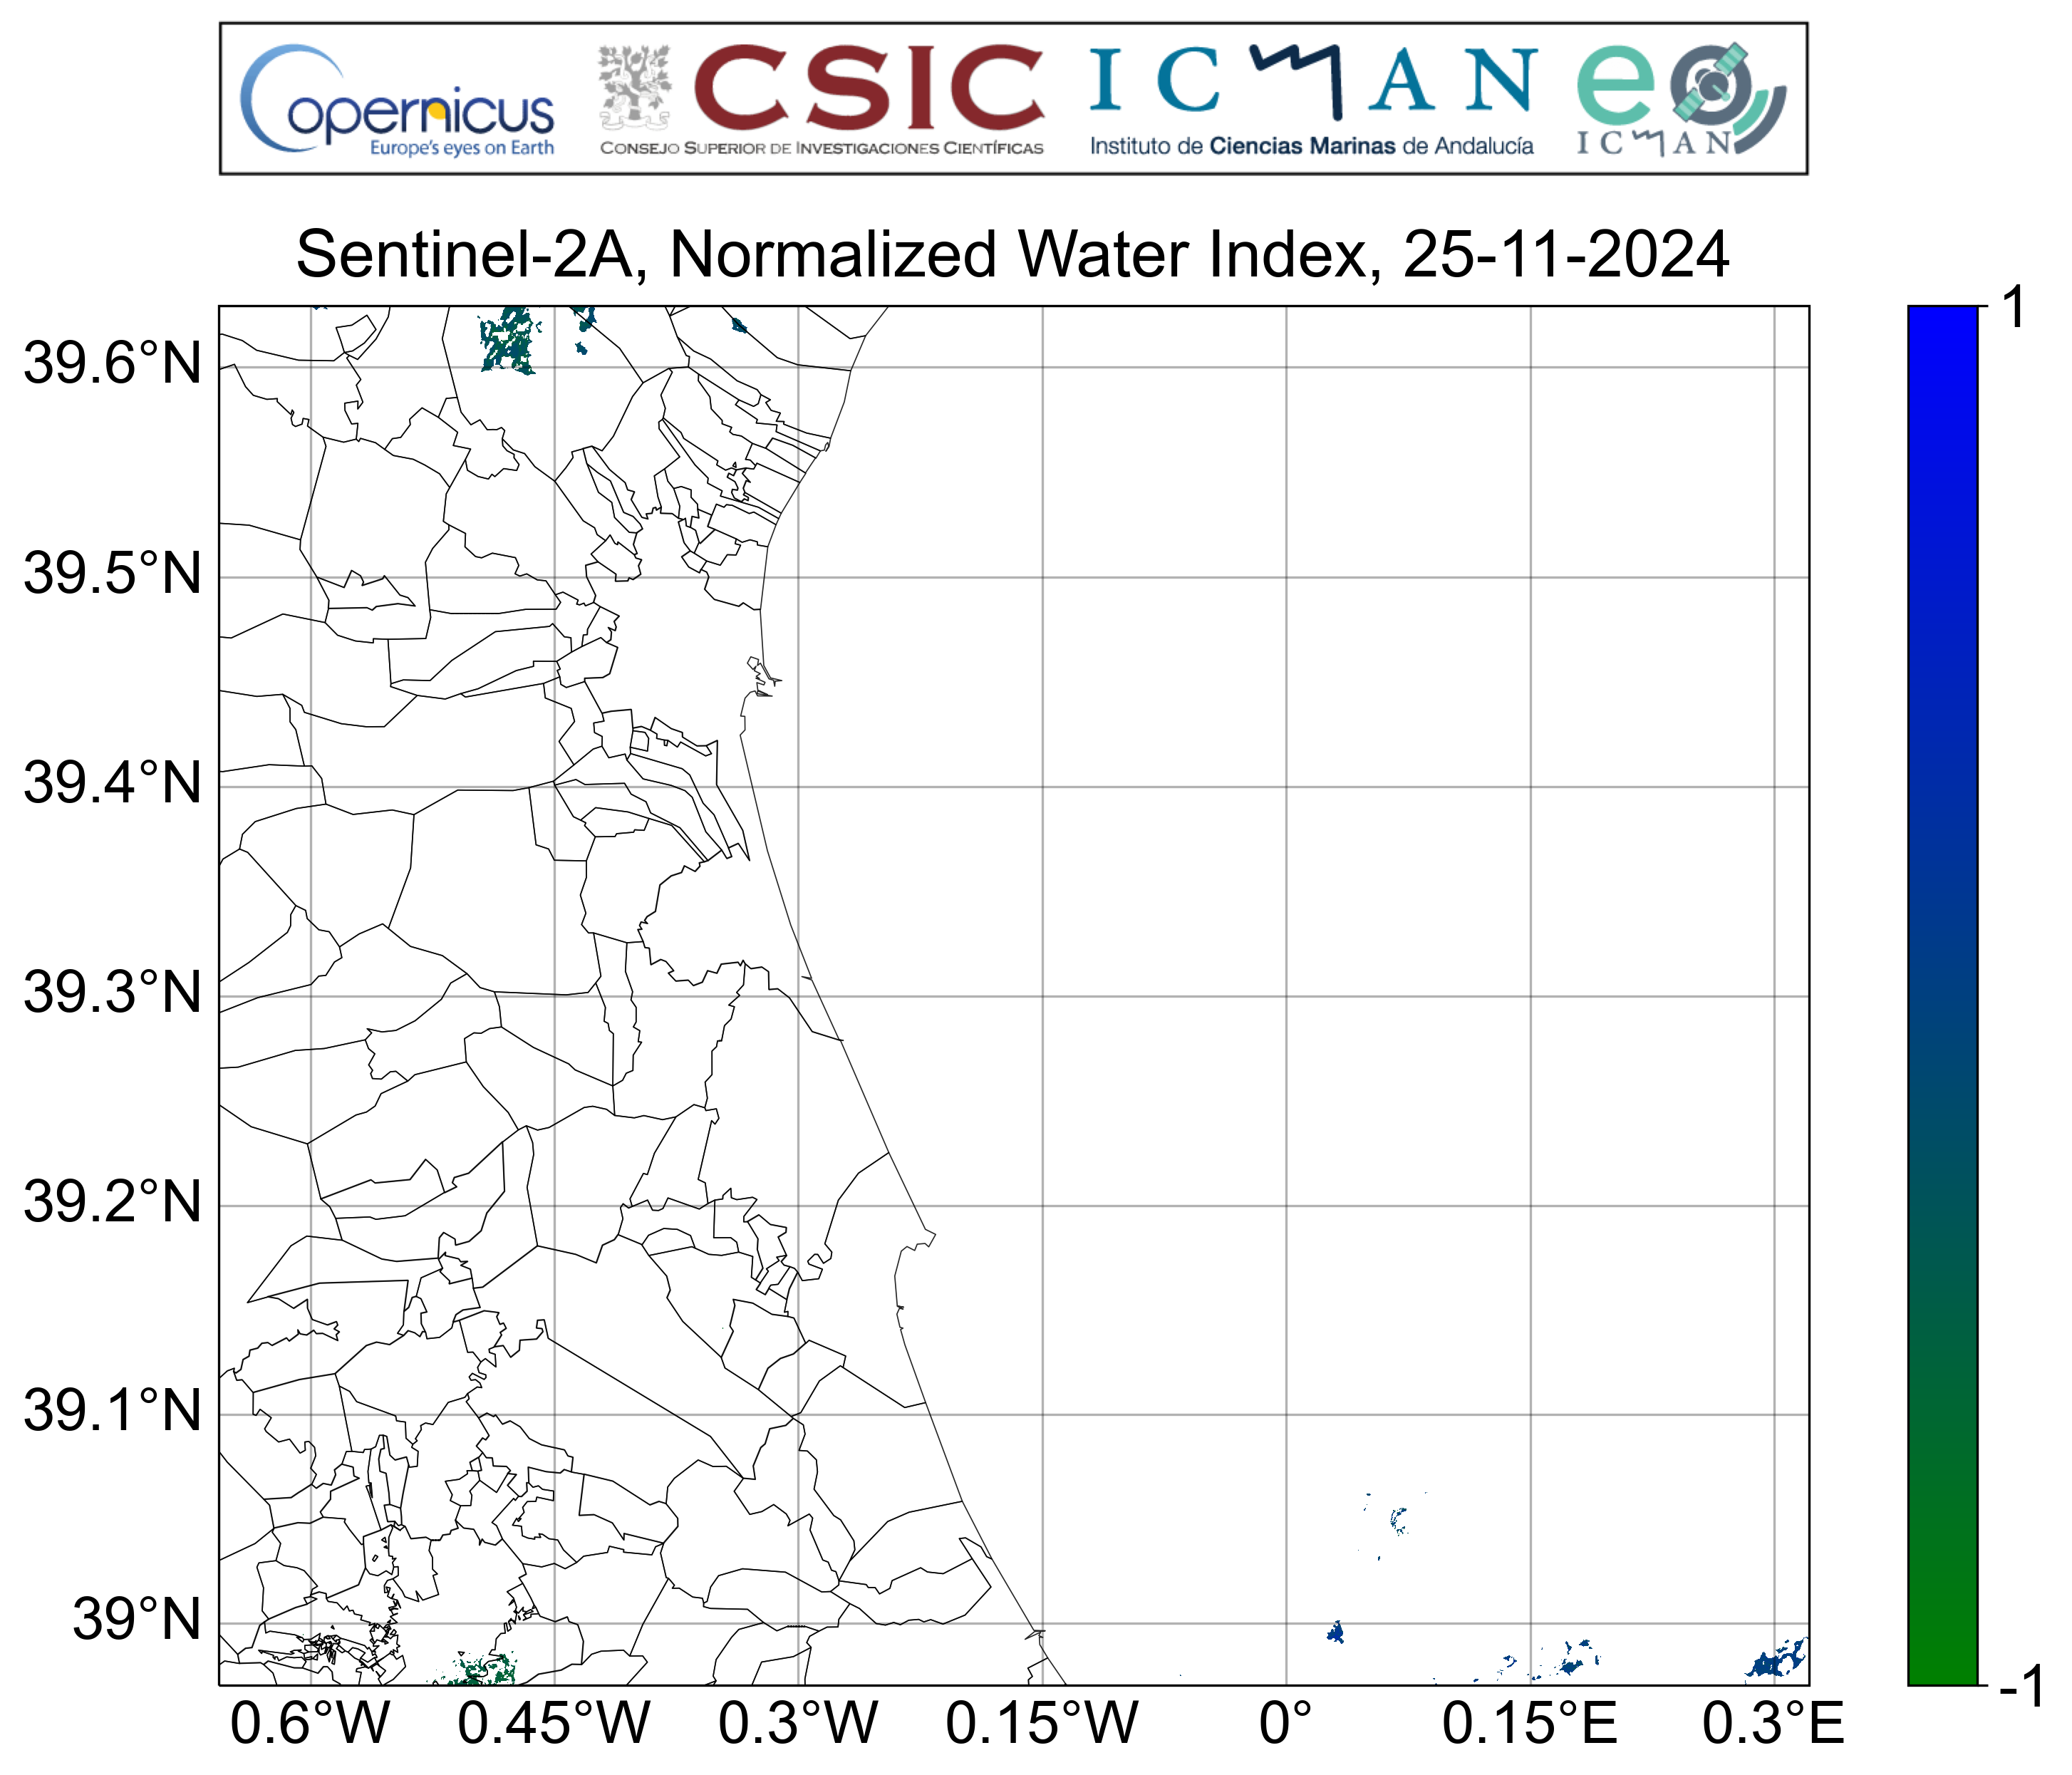 Copernicus
Europe's eyes on Earth
CSIC
CONSEJO SUPERIOR DE INVESTIGACIONES CIENTÍFICAS
ICMAN
Instituto de Ciencias Marinas de Andalucía
eo
ICMAN
Sentinel-2A, Normalized Water Index, 25-11-2024
39.6°N
39.5°N
39.4°N
39.3°N
39.2°N
39.1°N
39°N
0.6°W 0.45°W 0.3°W 0.15°W 0° 0.15°E 0.3°E
1
-1